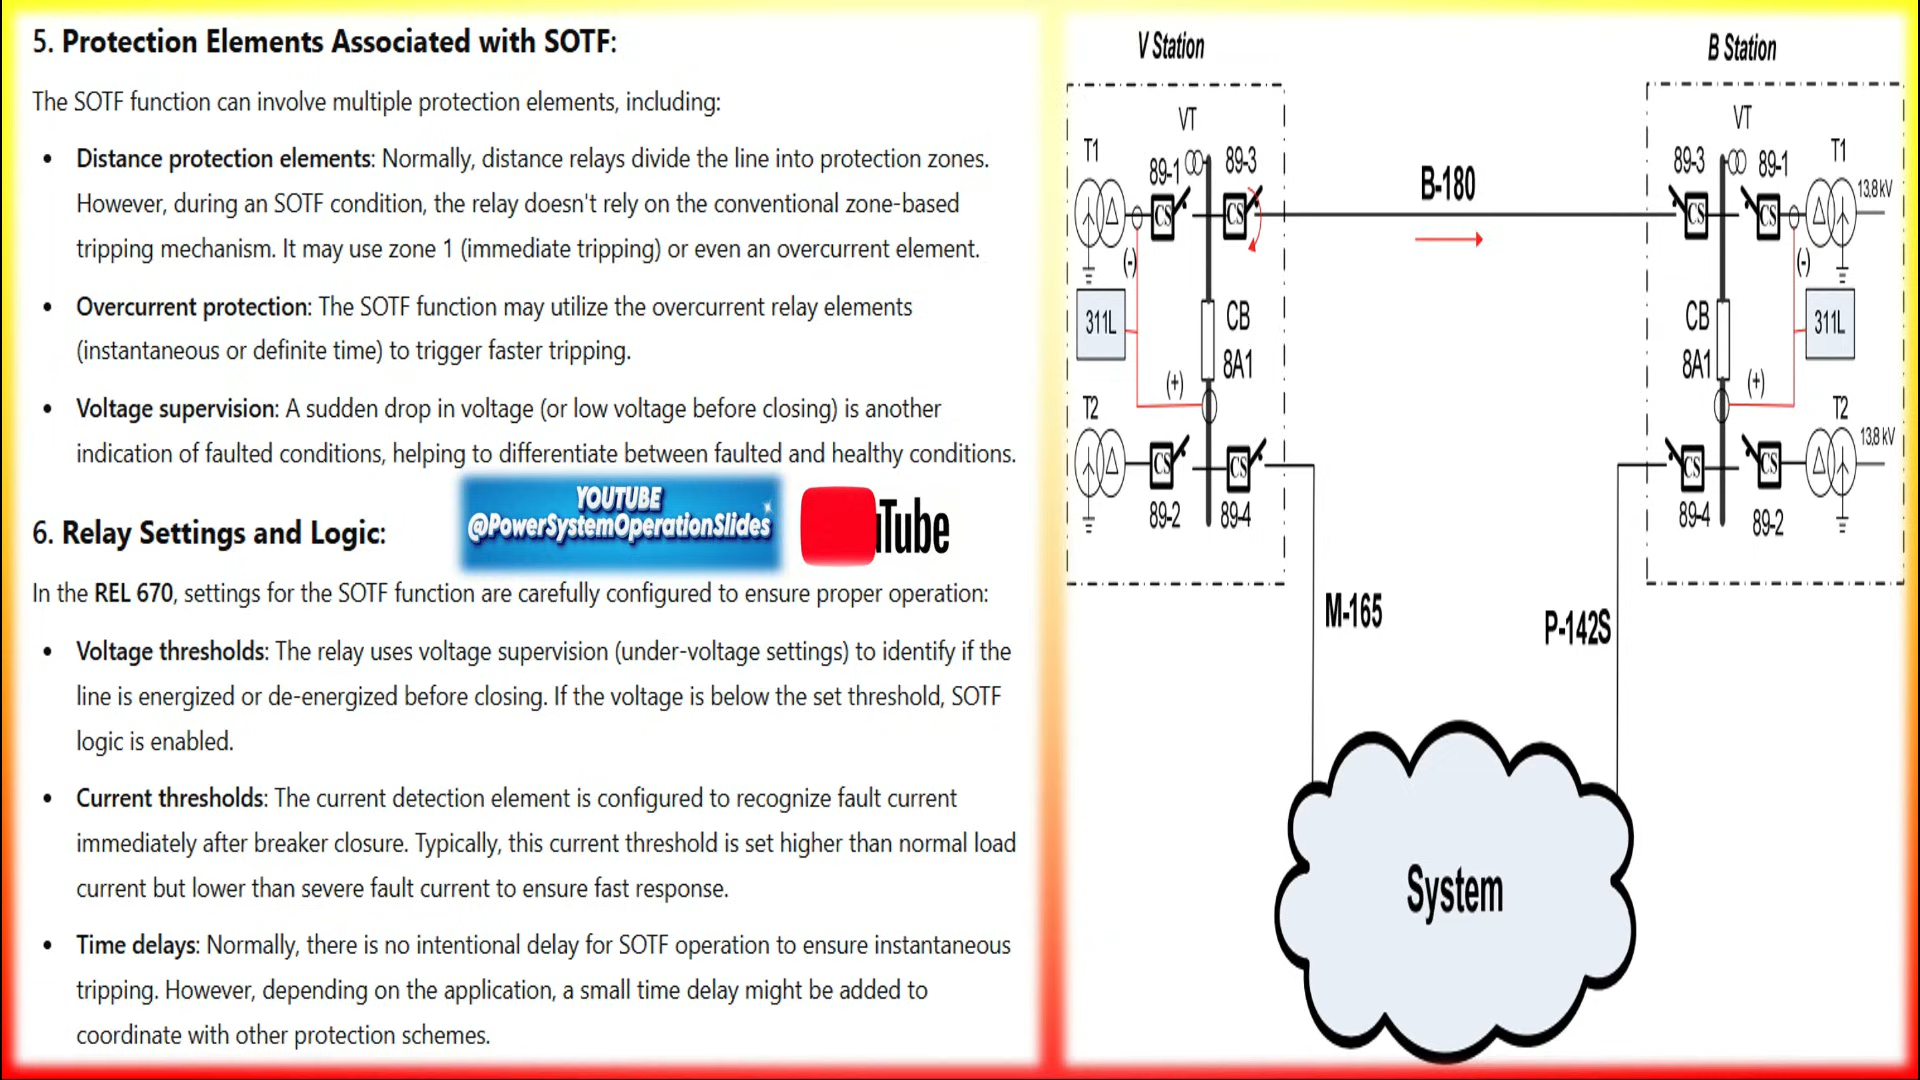 5. Protection Elements Associated with SOTF:
The SOTF function can involve multiple protection elements, including:
• Distance protection elements: Normally, distance relays divide the line into protection zones.
However, during an SOTF condition, the relay doesn't rely on the conventional zone-based
tripping mechanism. It may use zone 1 (immediate tripping) or even an overcurrent element.
• Overcurrent protection: The SOTF function may utilize the overcurrent relay elements
(instantaneous or definite time) to trigger faster tripping.
• Voltage supervision: A sudden drop in voltage (or low voltage before closing) is another
indication of faulted conditions, helping to differentiate between faulted and healthy conditions.
YOUTUBE
@PowerSystemOperationSlides
Tube
6. Relay Settings and Logic:
In the REL 670, settings for the SOTF function are carefully configured to ensure proper operation:
• Voltage thresholds: The relay uses voltage supervision (under-voltage settings) to identify if the
line is energized or de-energized before closing. If the voltage is below the set threshold, SOTF
logic is enabled.
• Current thresholds: The current detection element is configured to recognize fault current
immediately after breaker closure. Typically, this current threshold is set higher than normal load
current but lower than severe fault current to ensure fast response.
• Time delays: Normally, there is no intentional delay for SOTF operation to ensure instantaneous
tripping. However, depending on the application, a small time delay might be added to
coordinate with other protection schemes.
V Station
VT
T1
89-1
89-3
CS
CS
(-)
311L
CB
8A1
(+)
T2
CS
CS
89-2
89-4
B-180
M-165
B Station
VT
89-3
89-1
T1
13.8 kV
CS
CS
(-)
CB
8A1
311L
(+)
T2
13.8 kV
CS
CS
89-4
89-2
P-142S
System